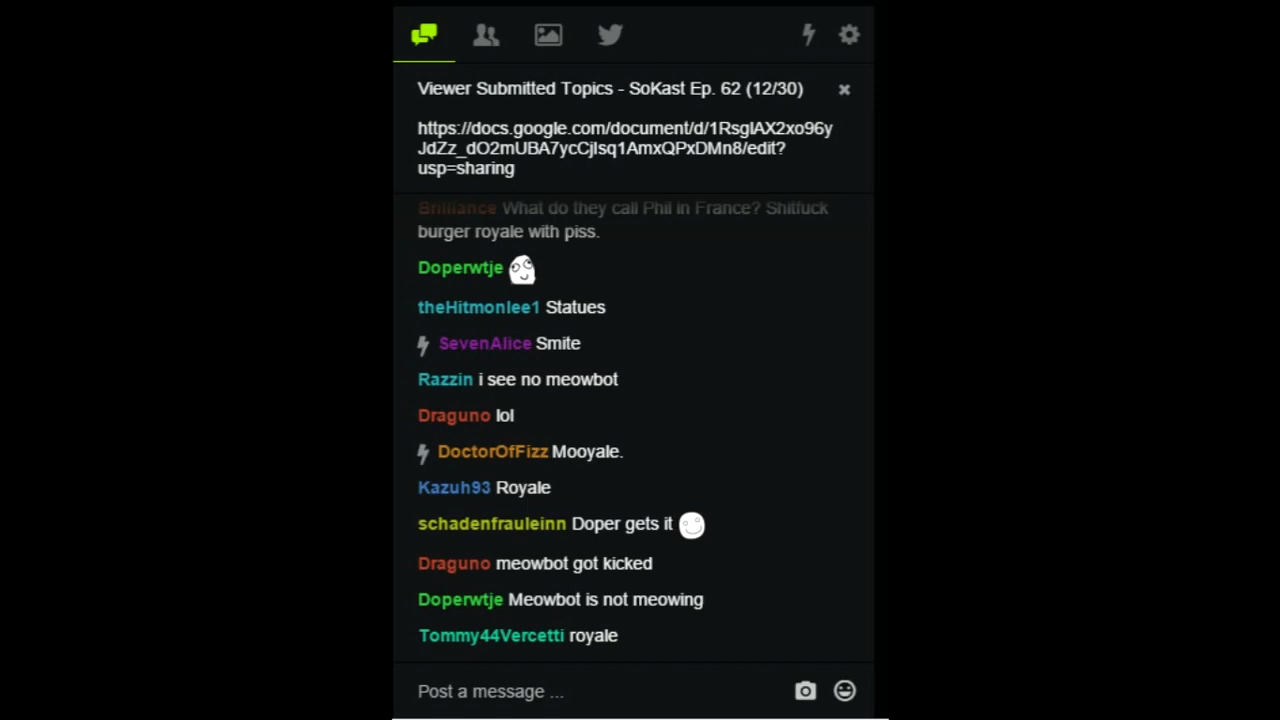 Viewer Submitted Topics - SoKast Ep. 62 (12/30)
https://docs.google.com/document/d/1RsglAX2xo96y
JdZz_dO2mUBA7ycCjlsq1AmxQPxDMn8/edit?
usp=sharing
Brilliance What do they call Phil in France? Shitfuck
burger royale with piss.
Doperwtje
theHitmonlee1 Statues
SevenAlice Smite
Razzin i see no meowbot
Draguno lol
DoctorOfFizz Mooyale.
Kazuh93 Royale
schadenfrauleinn Doper gets it
Draguno meowbot got kicked
Doperwtje Meowbot is not meowing
Tommy44Vercetti royale
Post a message ...